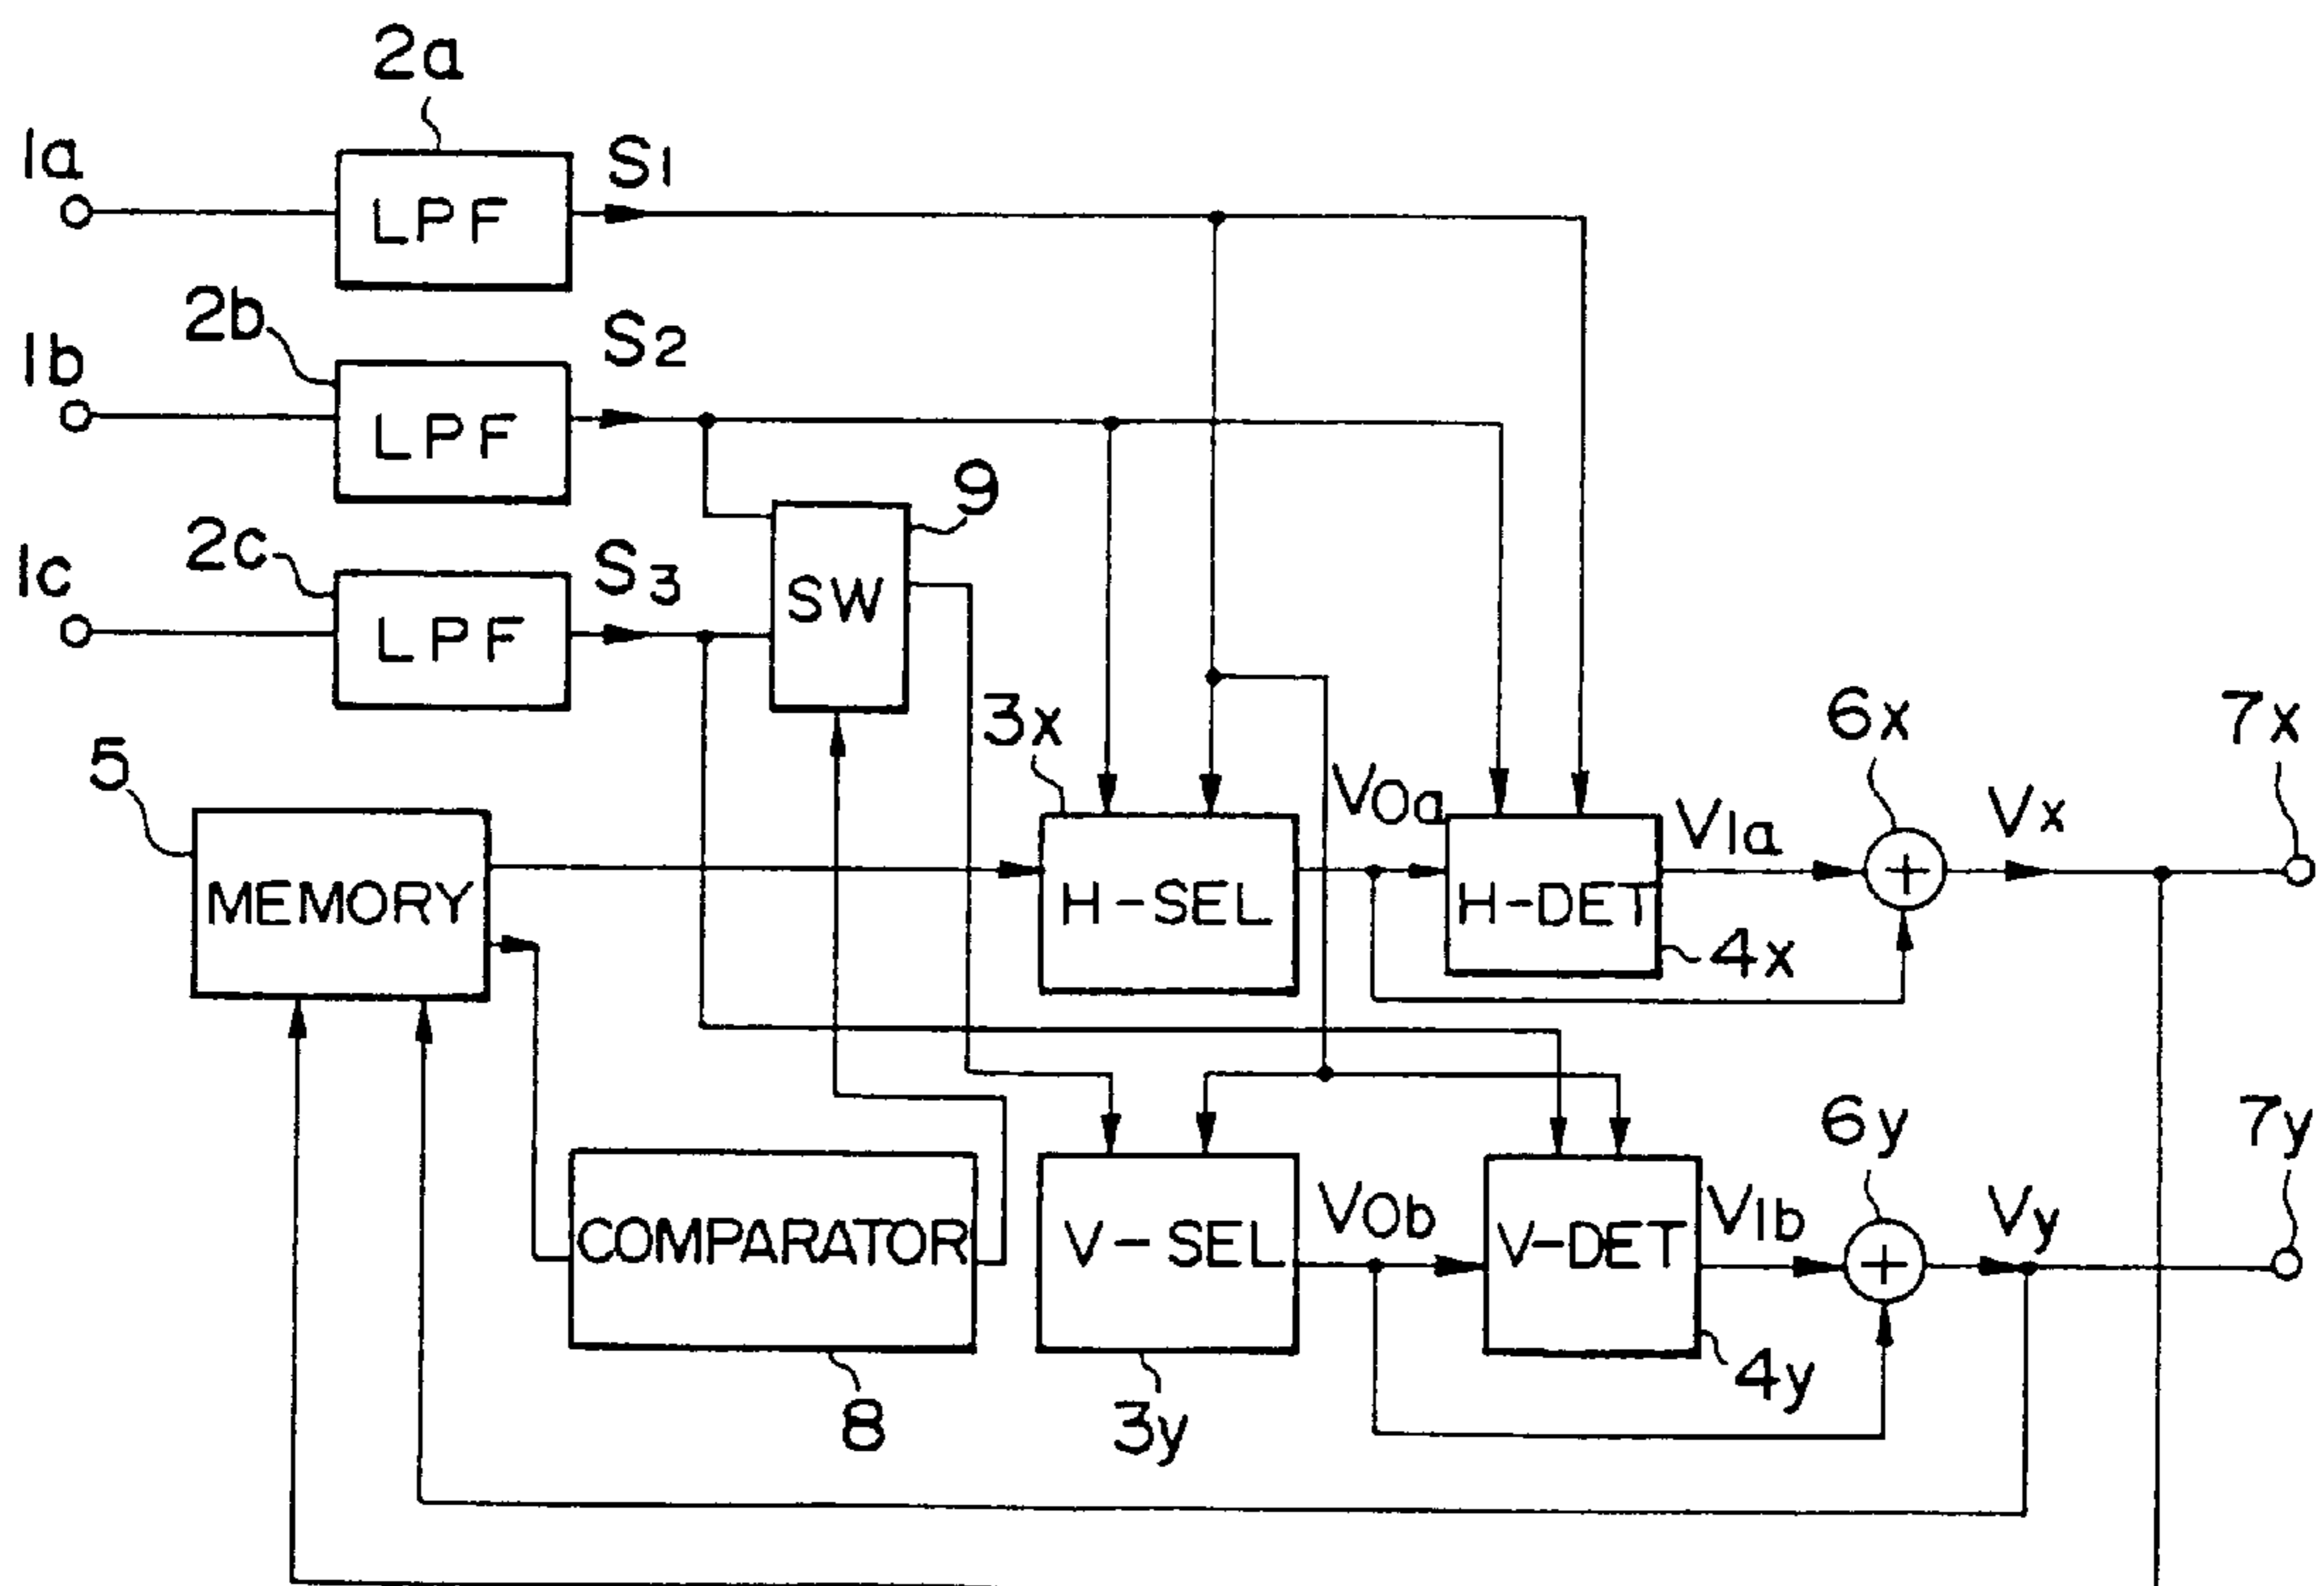 2a
1a
LPF
S1
2b
1b
LPF
S2
2c
1c
LPF
S3
9
SW
5
MEMORY
3x
H-SEL
V0a
H-DET
4x
V1a
6x
+
Vx
7x
COMPARATOR
8
V-SEL
3y
V0b
V-DET
4y
V1b
6y
+
Vy
7y